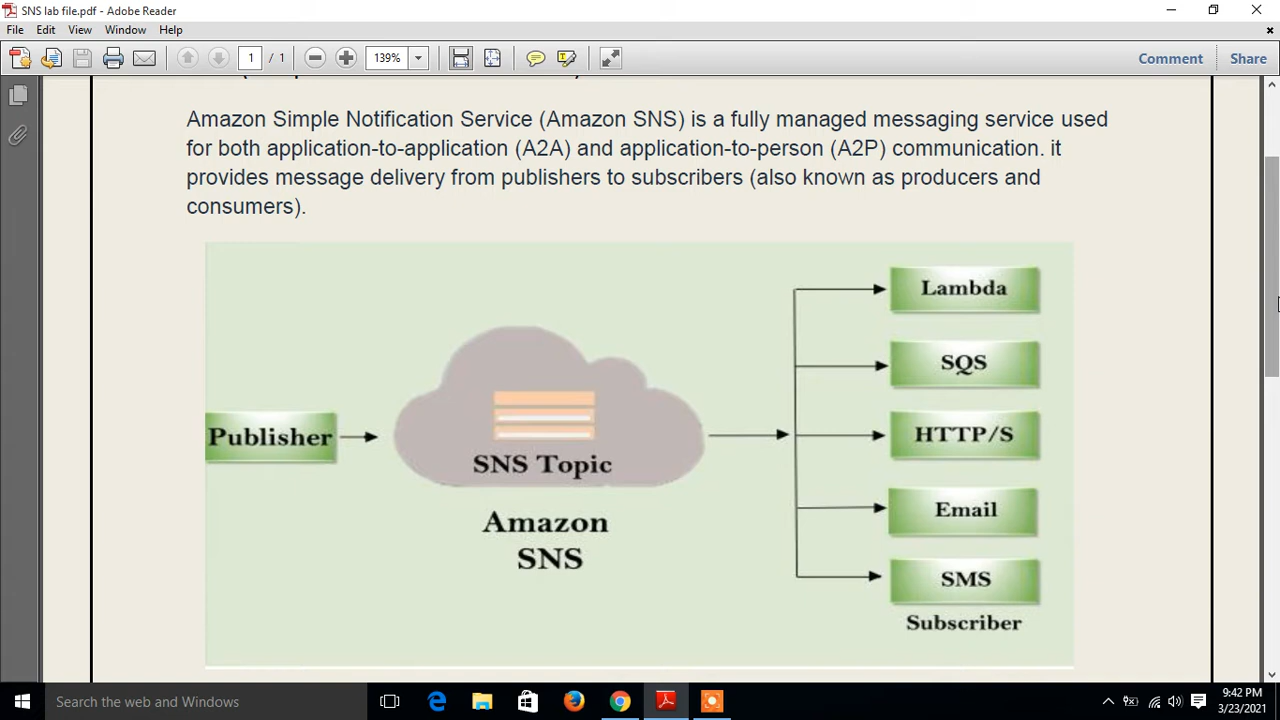 SNS lab file.pdf - Adobe Reader
File Edit View Window Help
1 / 1 139% Comment Share
Amazon Simple Notification Service (Amazon SNS) is a fully managed messaging service used
for both application-to-application (A2A) and application-to-person (A2P) communication. it
provides message delivery from publishers to subscribers (also known as producers and
consumers).
Lambda
SQS
Publisher
HTTP/S
SNS Topic
Amazon
SNS
Email
SMS
Subscriber
Search the web and Windows
9:42 PM
3/23/2021